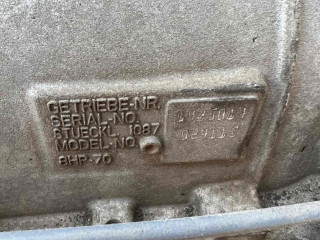 GETRIEBE-NR.
SERIAL-NO.
STUECKL. 1087
MODEL-NO.
8HP-70